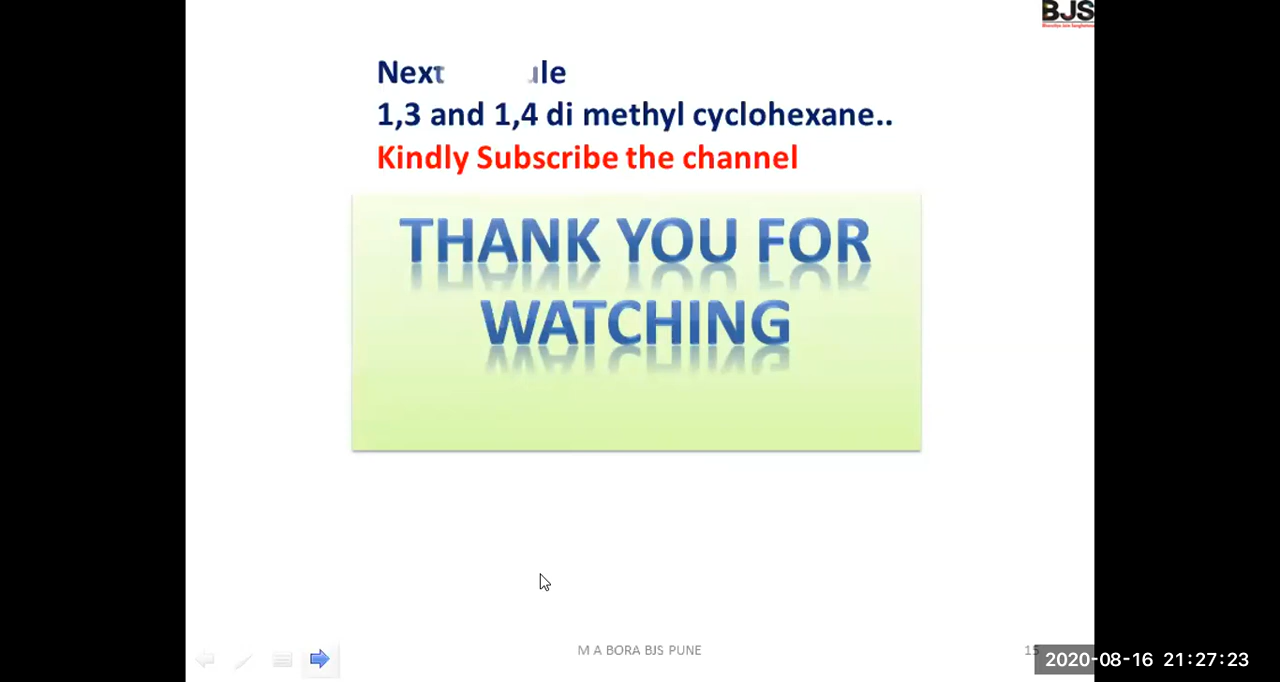 BJS
Next
1,3 and 1,4 di methyl cyclohexane..
Kindly Subscribe the channel
THANK YOU FOR
WATCHING
M A BORA BJS PUNE
2020-08-16 21:27:23